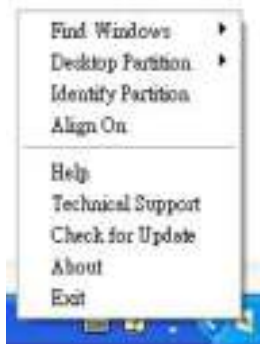 Find Windows
Desktop Partition
Identify Partition
Align On
Help
Technical Support
Check for Update
About
Exit